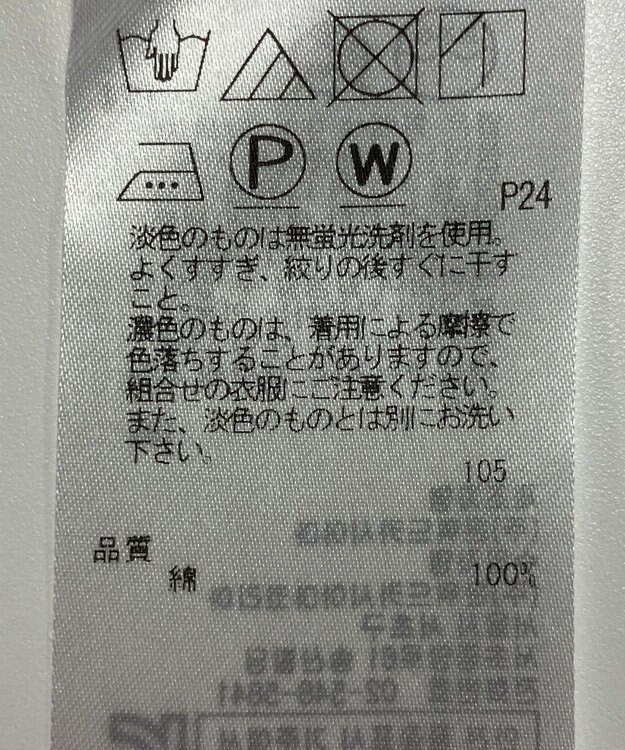 P W
P24
淡色のものは無蛍光洗剤を使用。
よくすすぎ、絞りの後すぐに干す
こと。
濃色のものは、着用による摩擦で
色落ちすることがありますので、
組合せの衣服にご注意ください。
また、淡色のものとは別にお洗い
下さい。
105
品質
綿 100%